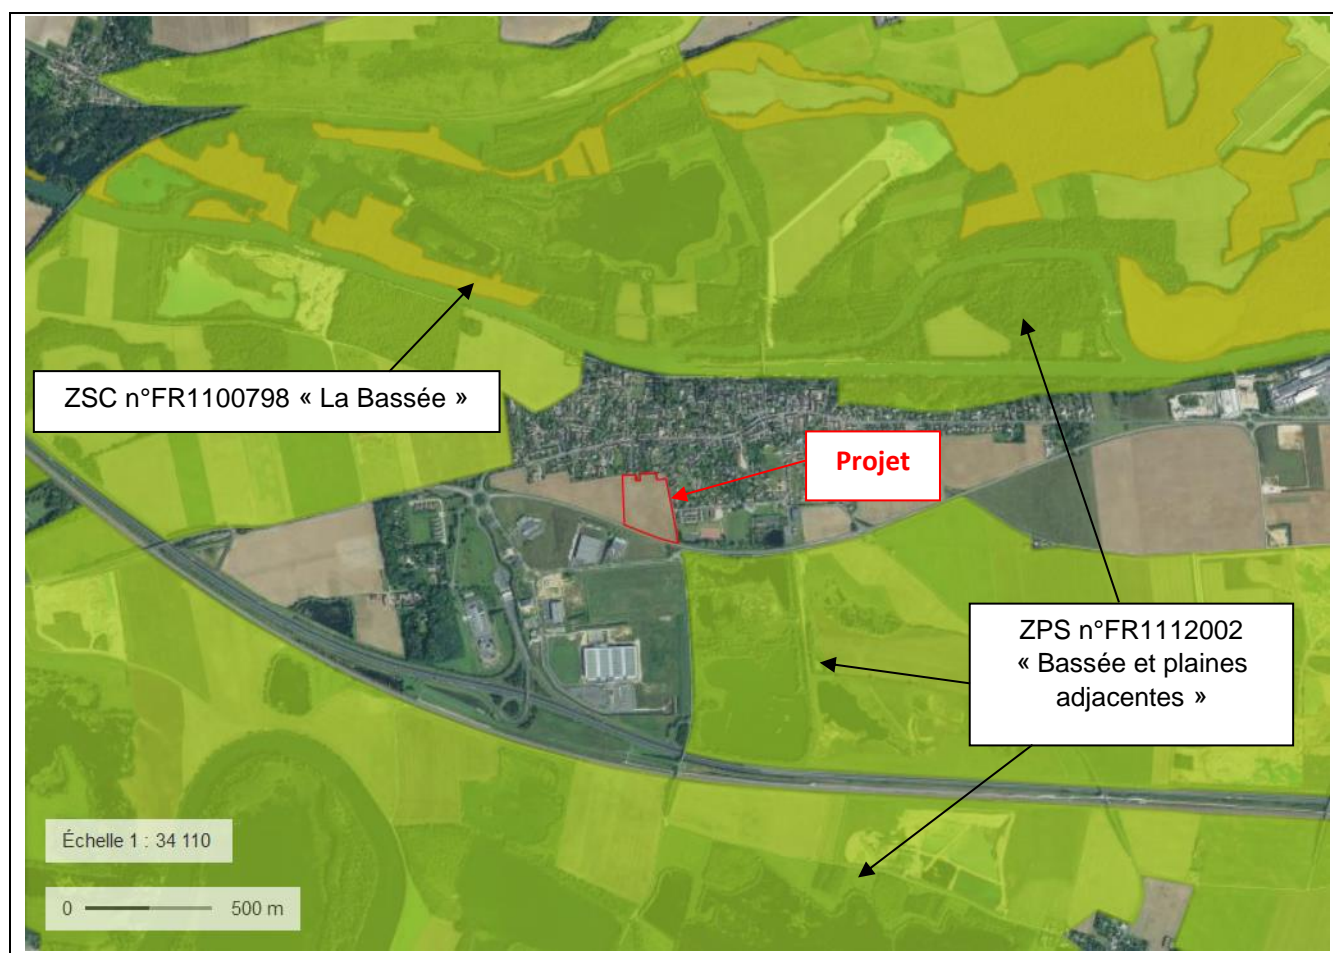 ZSC n°FR1100798 « La Bassée »
Projet
ZPS n°FR1112002
« Bassée et plaines
adjacentes »
Échelle 1 : 34 110
0 500 m